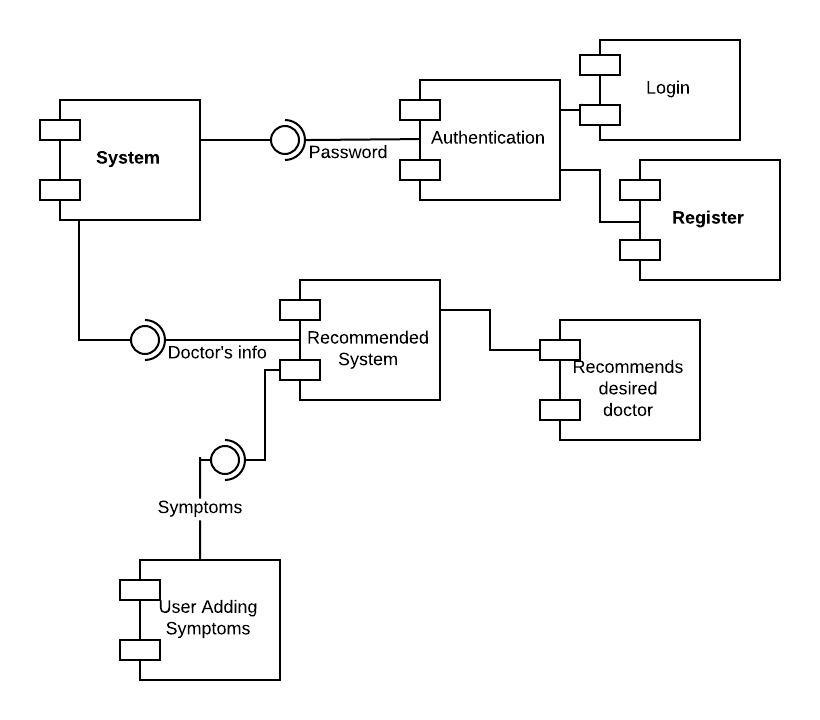 Login
System
Password
Authentication
Register
Doctor's info
Recommended
System
Recommends
desired
doctor
Symptoms
User Adding
Symptoms